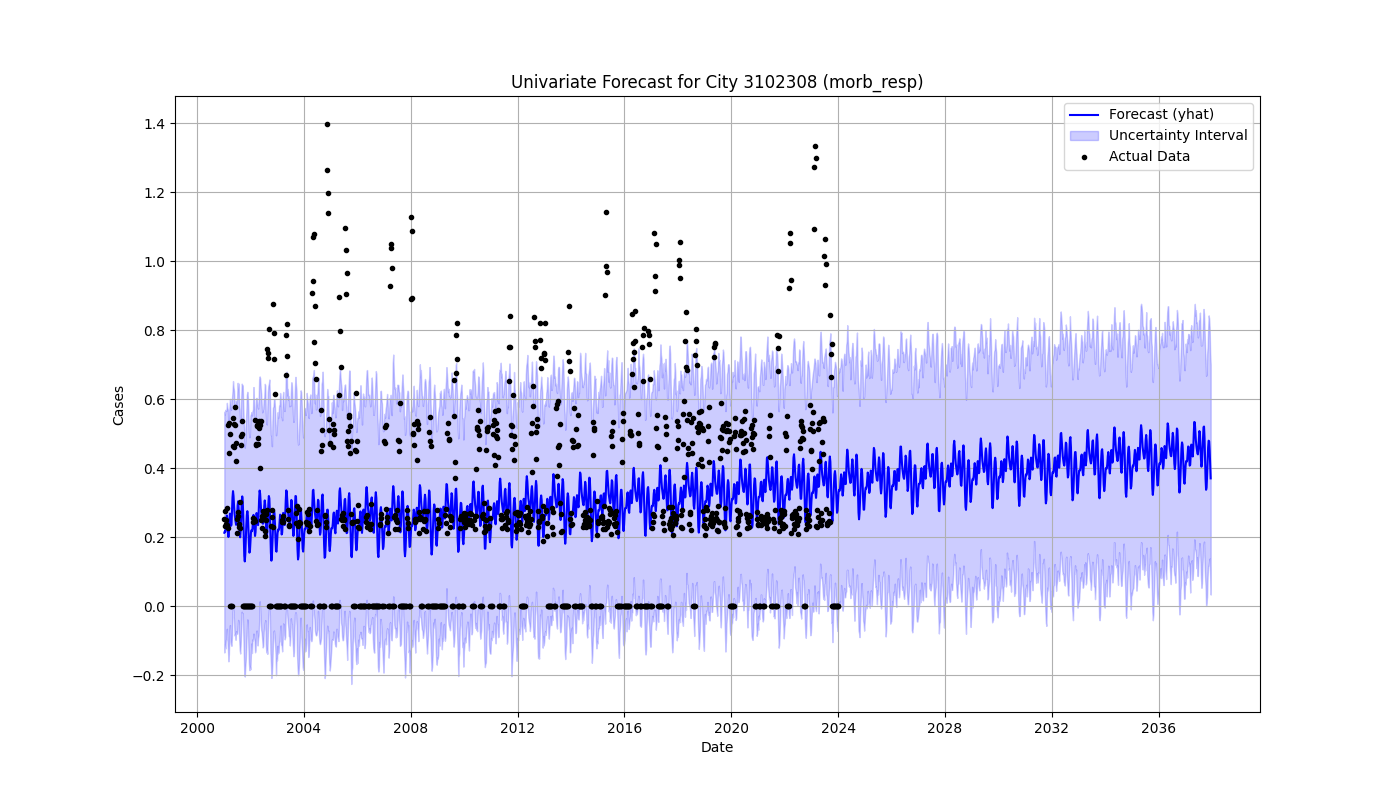 Univariate Forecast for City 3102308 (morb_resp)
Forecast (yhat)
Uncertainty Interval
Actual Data
Cases
1.4
1.2
1.0
0.8
0.6
0.4
0.2
0.0
−0.2
2000 2004 2008 2012 2016 2020 2024 2028 2032 2036
Date